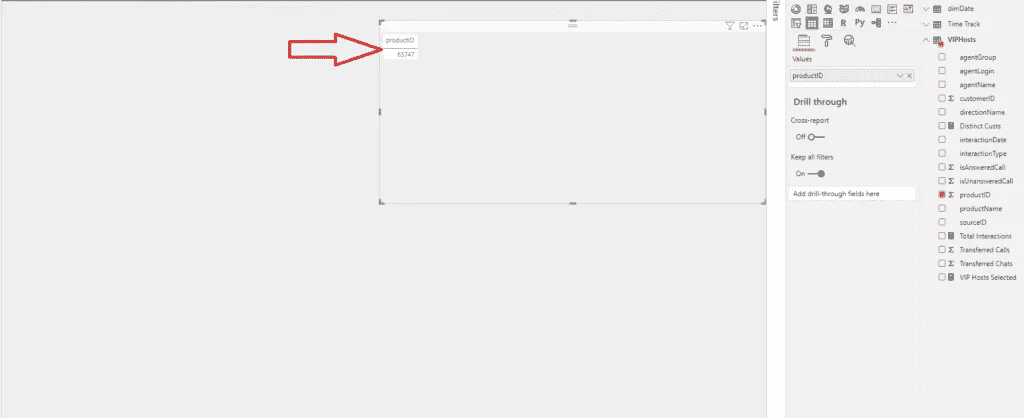 productID
65747
Filters
R
Py
Values
productID
Drill through
Cross-report
Off
Keep all filters
On
Add drill-through fields here
dimDate
Time Track
VIPHosts
agentGroup
agentLogin
agentName
customerID
directionName
Distinct Custs
interactionDate
interactionType
isAnsweredCall
isUnansweredCall
productID
productName
sourceID
Total Interactions
Transferred Calls
Transferred Chats
VIP Hosts Selected